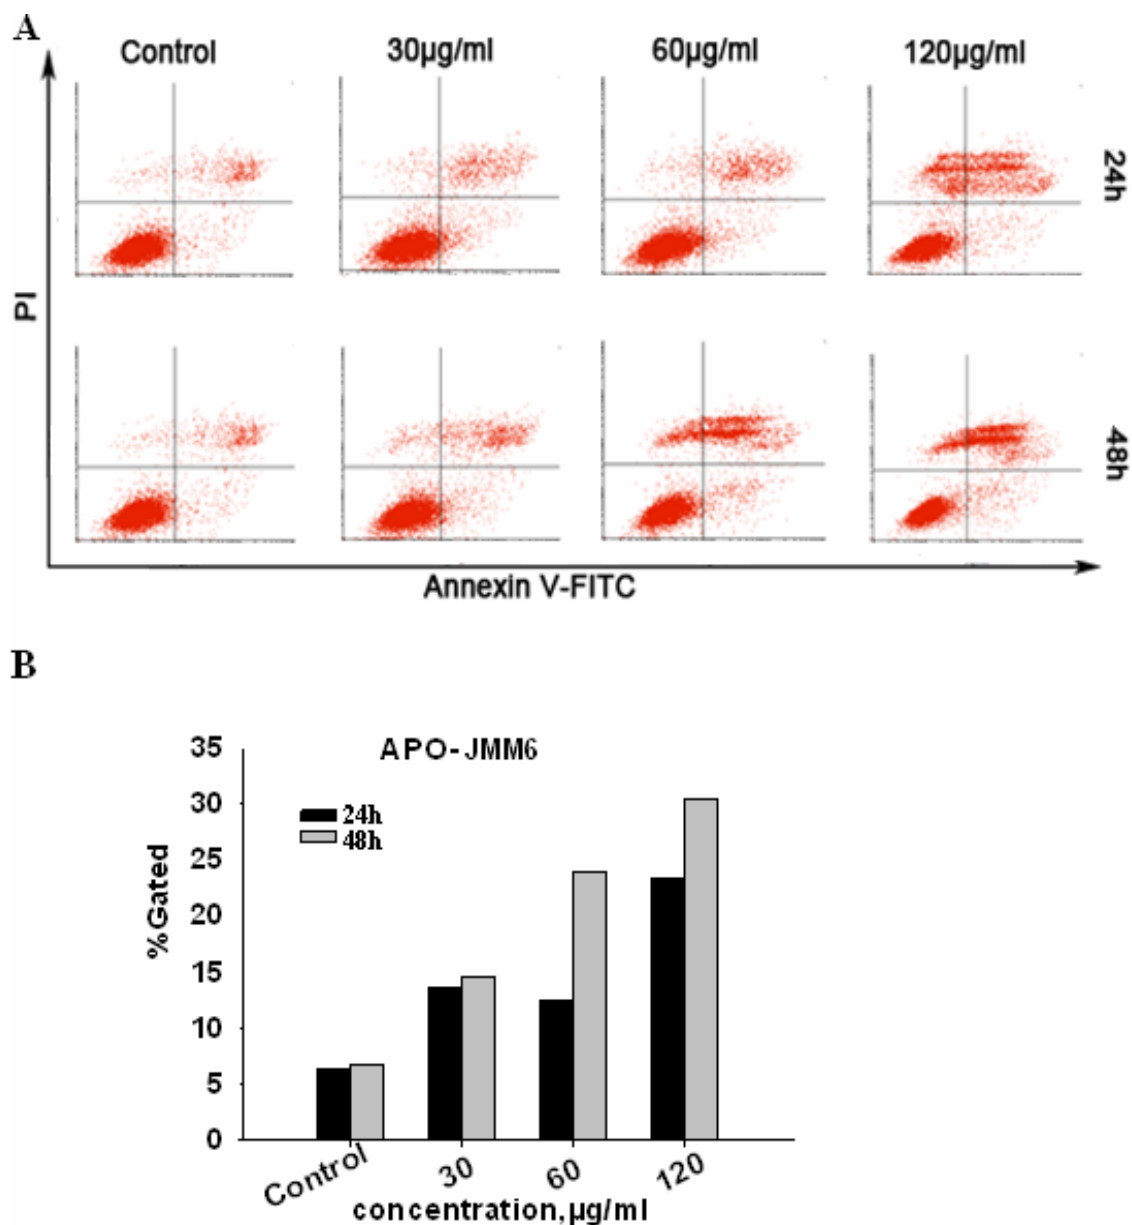 A
Control 30µg/ml 60µg/ml 120µg/ml
24h
PI
48h
Annexin V-FITC
B
APO-JMM6
24h
48h
%Gated
35
30
25
20
15
10
5
0
Control 30 60 120
concentration,µg/ml